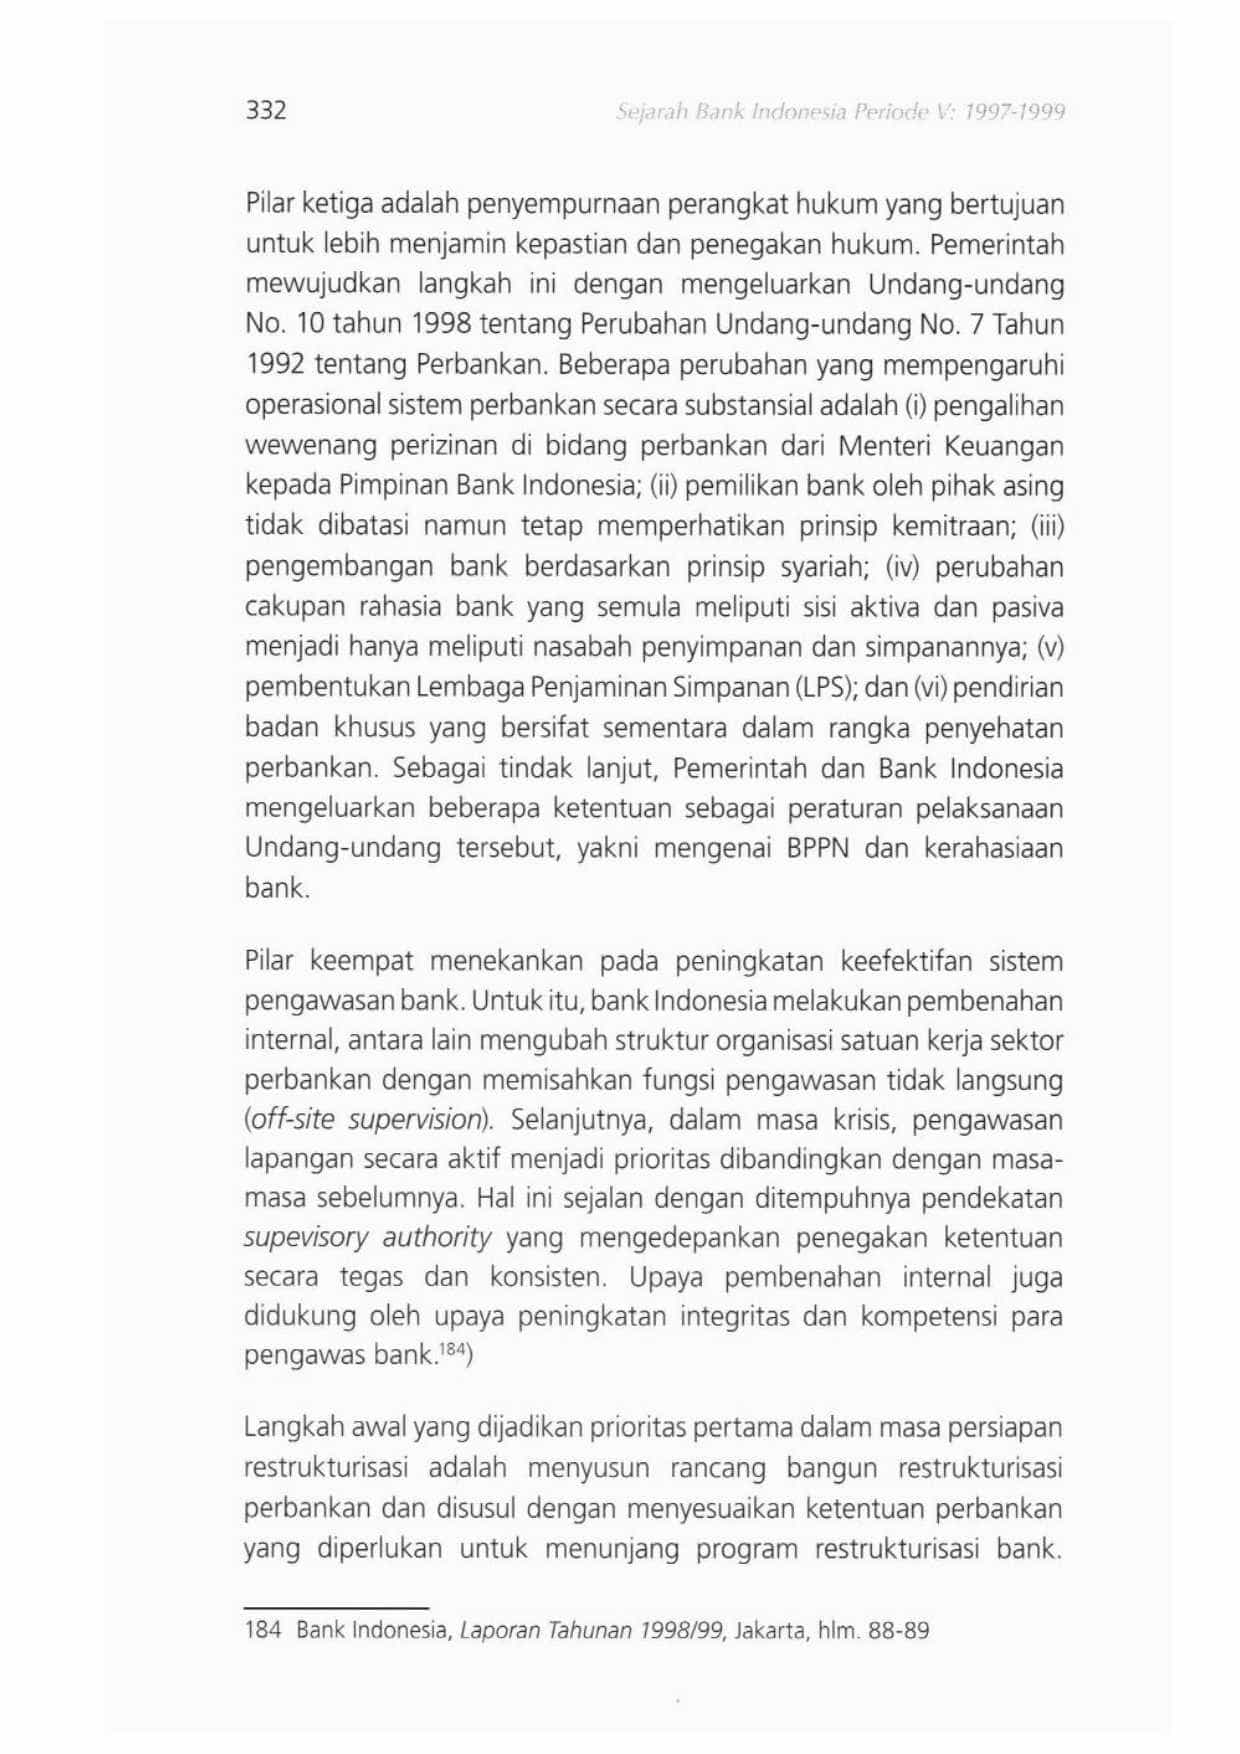 332
Sejarah Bank Indonesia Periode V: 1997-1999
Pilar ketiga adalah penyempurnaan perangkat hukum yang bertujuan
untuk lebih menjamin kepastian dan penegakan hukum. Pemerintah
mewujudkan langkah ini dengan mengeluarkan Undang-undang
No. 10 tahun 1998 tentang Perubahan Undang-undang No. 7 Tahun
1992 tentang Perbankan. Beberapa perubahan yang mempengaruhi
operasional sistem perbankan secara substansial adalah (i) pengalihan
wewenang perizinan di bidang perbankan dari Menteri Keuangan
kepada Pimpinan Bank Indonesia; (ii) pemilikan bank oleh pihak asing
tidak dibatasi namun tetap memperhatikan prinsip kemitraan; (iii)
pengembangan bank berdasarkan prinsip syariah; (iv) perubahan
cakupan rahasia bank yang semula meliputi sisi aktiva dan pasiva
menjadi hanya meliputi nasabah penyimpanan dan simpanannya; (v)
pembentukan Lembaga Penjaminan Simpanan (LPS); dan (vi) pendirian
badan khusus yang bersifat sementara dalam rangka penyehatan
perbankan. Sebagai tindak lanjut, Pemerintah dan Bank Indonesia
mengeluarkan beberapa ketentuan sebagai peraturan pelaksanaan
Undang-undang tersebut, yakni mengenai BPPN dan kerahasiaan
bank.
Pilar keempat menekankan pada peningkatan keefektifan sistem
pengawasan bank. Untuk itu, bank Indonesia melakukan pembenahan
internal, antara lain mengubah struktur organisasi satuan kerja sektor
perbankan dengan memisahkan fungsi pengawasan tidak langsung
(off-site supervision). Selanjutnya, dalam masa krisis, pengawasan
lapangan secara aktif menjadi prioritas dibandingkan dengan masa-
masa sebelumnya. Hal ini sejalan dengan ditempuhnya pendekatan
supevisory authority yang mengedepankan penegakan ketentuan
secara tegas dan konsisten. Upaya pembenahan internal juga
didukung oleh upaya peningkatan integritas dan kompetensi para
pengawas bank.184)
Langkah awal yang dijadikan prioritas pertama dalam masa persiapan
restrukturisasi adalah menyusun rancang bangun restrukturisasi
perbankan dan disusul dengan menyesuaikan ketentuan perbankan
yang diperlukan untuk menunjang program restrukturisasi bank.
184 Bank Indonesia, Laporan Tahunan 1998/99, Jakarta, hlm. 88-89